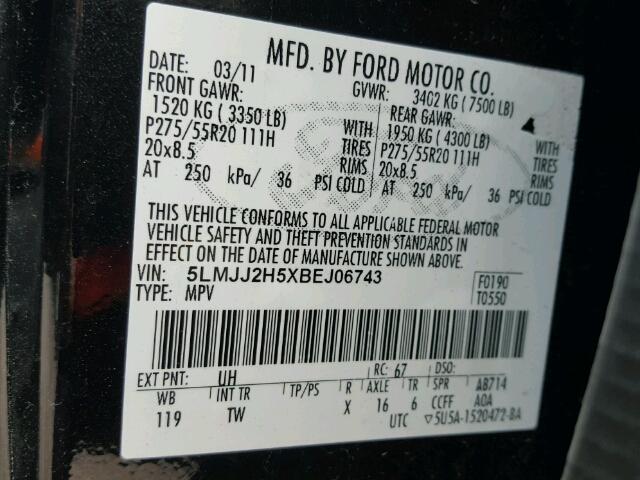 MFD. BY FORD MOTOR CO.
DATE: 03/11 GVWR: 3402 KG ( 7500 LB)
FRONT GAWR: REAR GAWR:
1520 KG ( 3350 LB) WITH 1950 KG ( 4300 LB) WITH
P275/55R20 111H TIRES P275/55R20 111H TIRES
20x8.5 RIMS 20x8.5 RIMS
AT 250 kPa/ 36 PSI COLD AT 250 kPa/ 36 PSI COLD
THIS VEHICLE CONFORMS TO ALL APPLICABLE FEDERAL MOTOR
VEHICLE SAFETY AND THEFT PREVENTION STANDARDS IN
EFFECT ON THE DATE OF MANUFACTURE SHOWN ABOVE.
VIN: 5LMJJ2H5XBEJ06743 F0190
TYPE: MPV T0550
EXT PNT: UH RC: 67 DSO:
WB INT TR TP/PS R AXLE TR SPR AB714
119 TW X 16 6 CCFF AOA
UTC ▽5U5A-1520472-BA